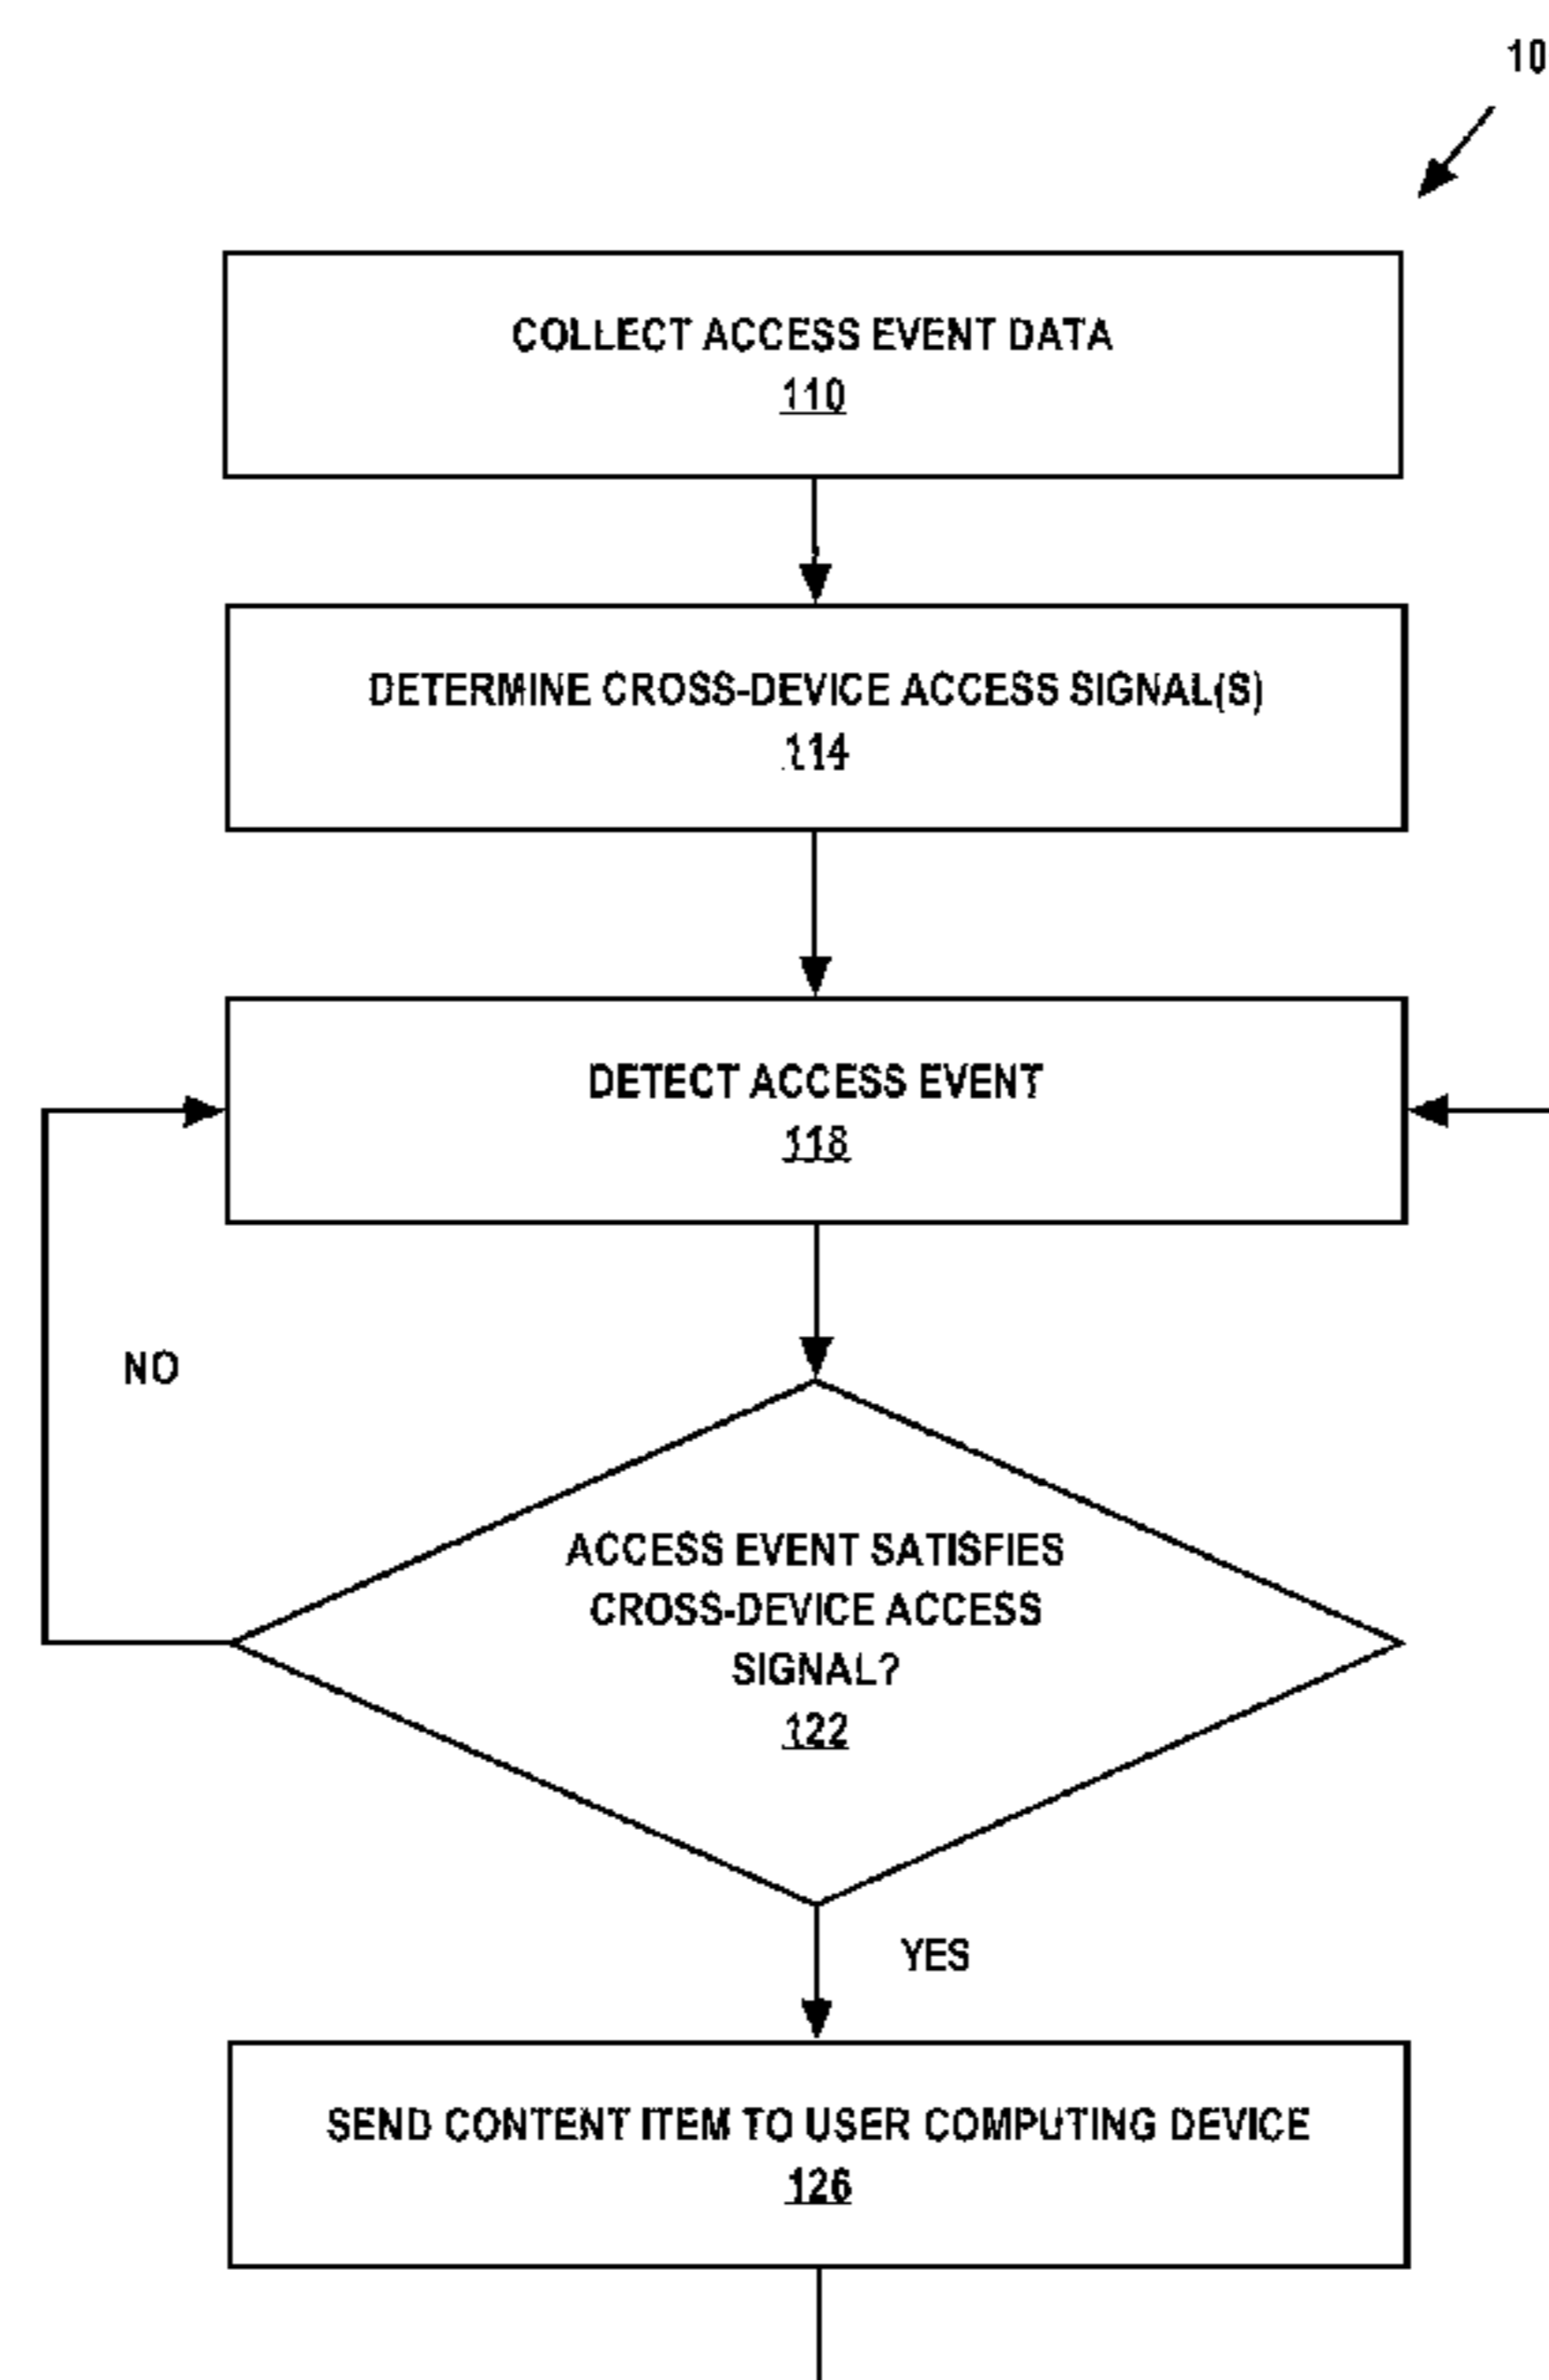 10
COLLECT ACCESS EVENT DATA
110
DETERMINE CROSS-DEVICE ACCESS SIGNAL(S)
114
DETECT ACCESS EVENT
118
NO
ACCESS EVENT SATISFIES
CROSS-DEVICE ACCESS
SIGNAL?
122
YES
SEND CONTENT ITEM TO USER COMPUTING DEVICE
126